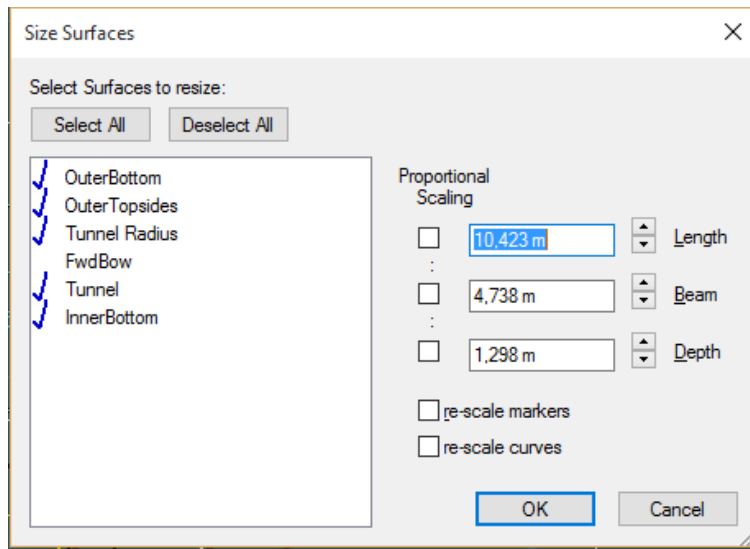 Size Surfaces
Select Surfaces to resize:
Select All
Deselect All
OuterBottom
OuterTopsides
Tunnel Radius
FwdBow
Tunnel
InnerBottom
Proportional
Scaling
10,423 m
Length
:
4,738 m
Beam
:
1,298 m
Depth
re-scale markers
re-scale curves
OK
Cancel